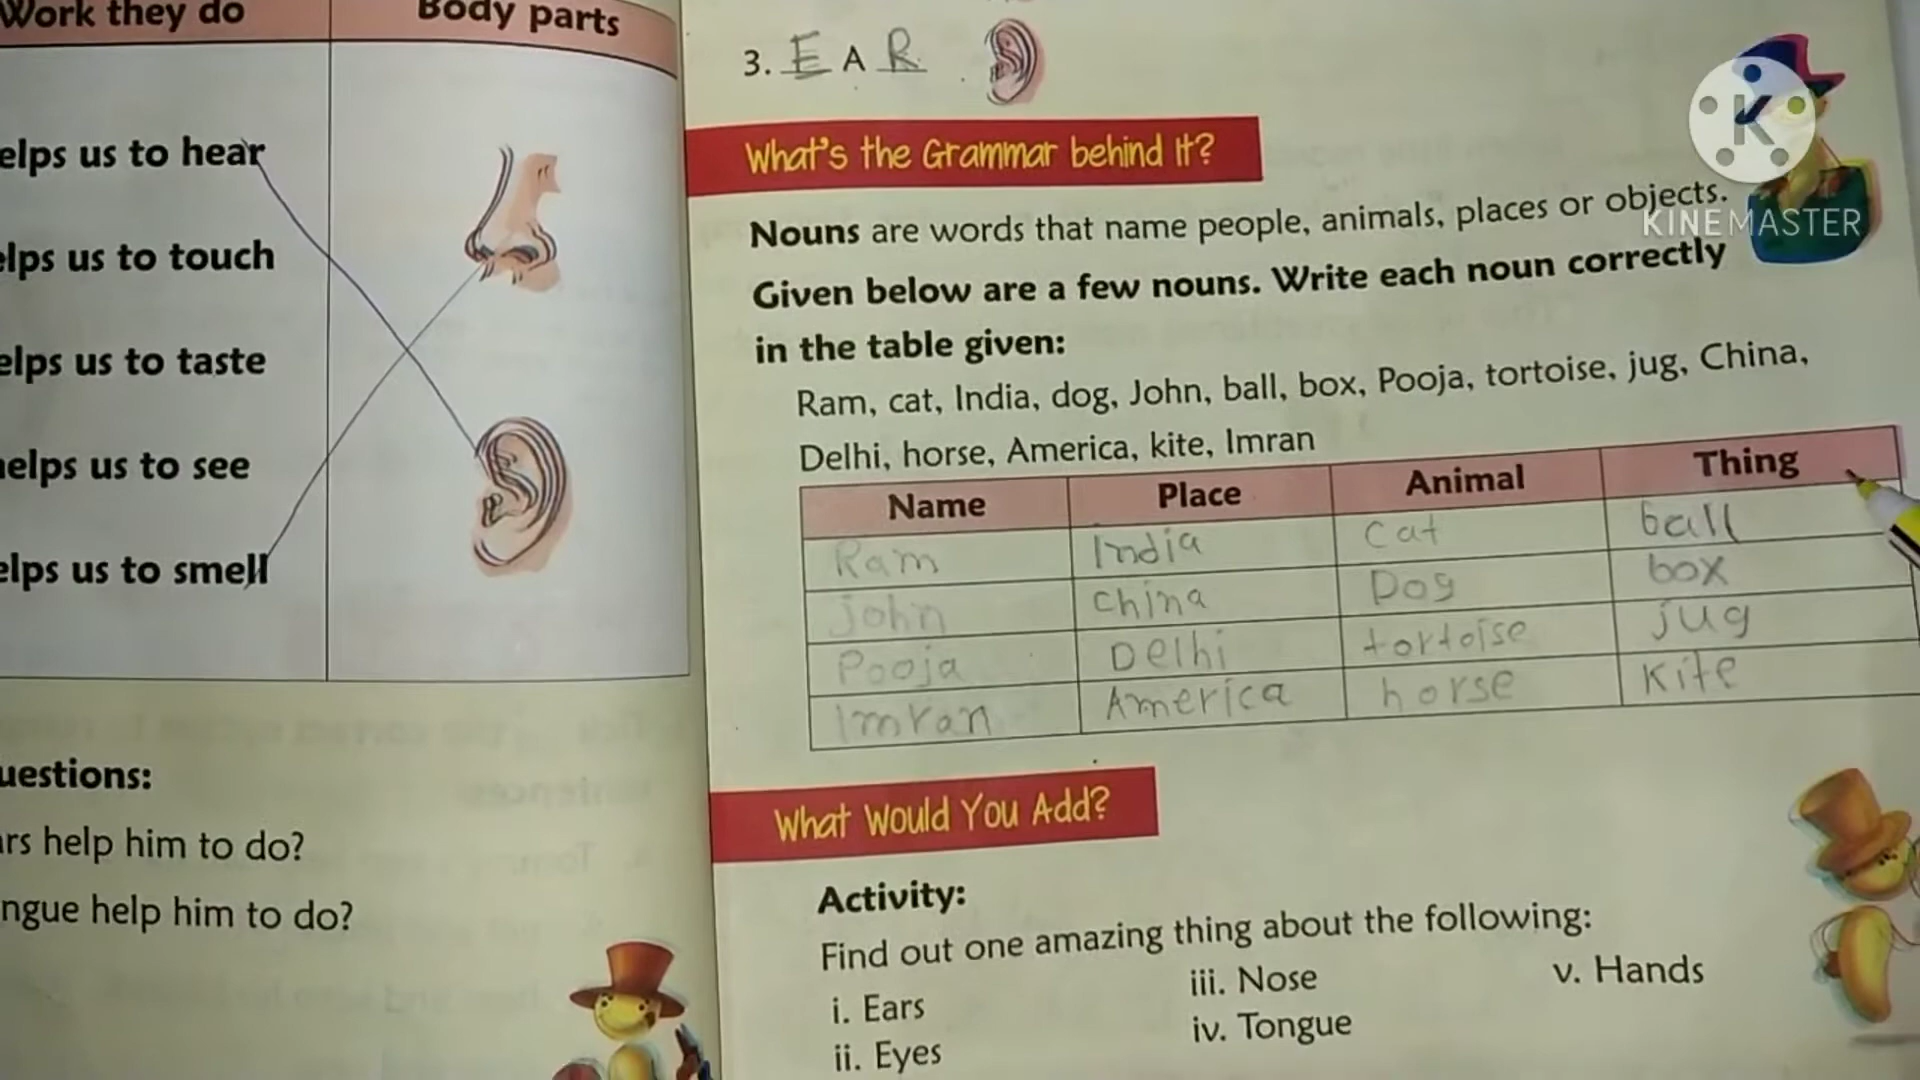 Work they do
Body parts
elps us to hear
elps us to touch
elps us to taste
helps us to see
elps us to smell
uestions:
ars help him to do?
ngue help him to do?
3. E A R
What's the Grammar behind It?
Nouns are words that name people, animals, places or objects.
Given below are a few nouns. Write each noun correctly
in the table given:
Ram, cat, India, dog, John, ball, box, Pooja, tortoise, jug, China,
Delhi, horse, America, kite, Imran
Name Place Animal Thing
Ram India cat ball
john china Dog box
Pooja Delhi tortoise jug
Imran America horse Kite
What Would You Add?
Activity:
Find out one amazing thing about the following:
i. Ears iii. Nose v. Hands
ii. Eyes iv. Tongue
K
KINEMASTER